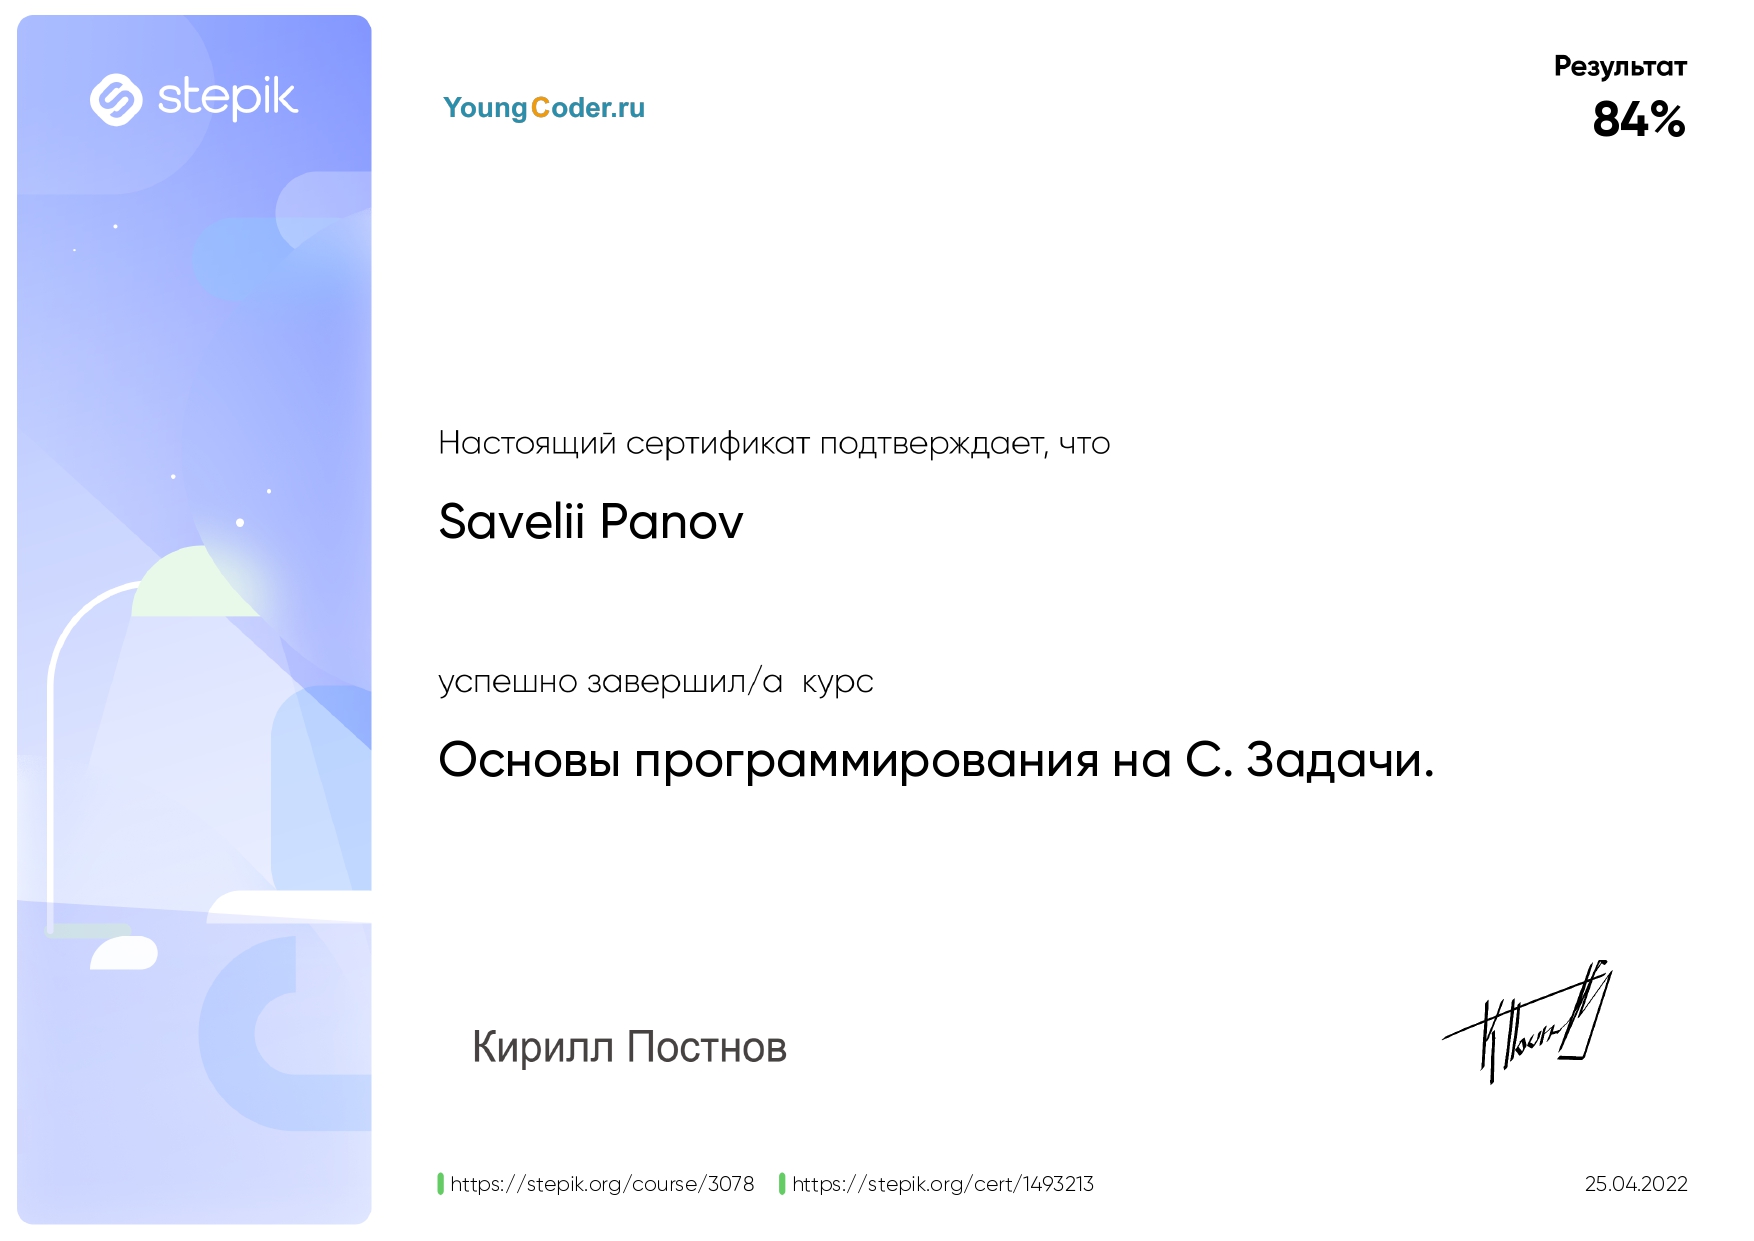 stepik
YoungCoder.ru
Результат
84%
Настоящий сертификат подтверждает, что
Savelii Panov
успешно завершил/а курс
Основы программирования на С. Задачи.
Кирилл Постнов
https://stepik.org/course/3078 https://stepik.org/cert/1493213
25.04.2022